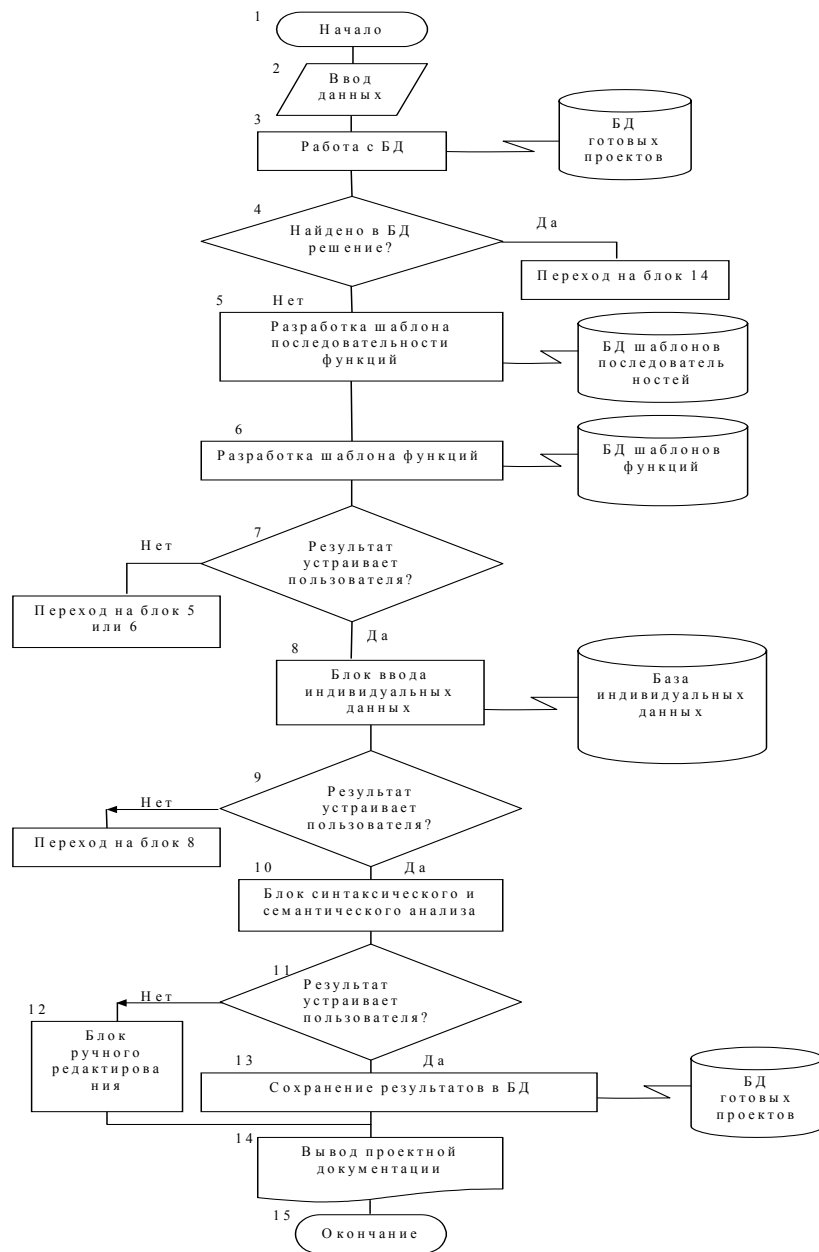 1
Начало
2
Ввод
данных
3
Работа с БД
БД
готовых
проектов
4
Найдено в БД
решение?
Да
Переход на блок 14
5
Нет
Разработка шаблона
последовательности
функций
БД шаблонов
последователь
ностей
6
Разработка шаблона функций
БД шаблонов
функций
7
Нет
Результат
устраивает
пользователя?
Переход на блок 5
или 6
Да
8
Блок ввода
индивидуальных
данных
База
индивидуальных
данных
9
Нет
Результат
устраивает
пользователя?
Переход на блок 8
10
Да
Блок синтаксического и
семантического анализа
11
Нет
Результат
устраивает
пользователя?
12
Блок
ручного
редактирова
ния
13
Да
Сохранение результатов в БД
БД
готовых
проектов
14
Вывод проектной
документации
15
Окончание